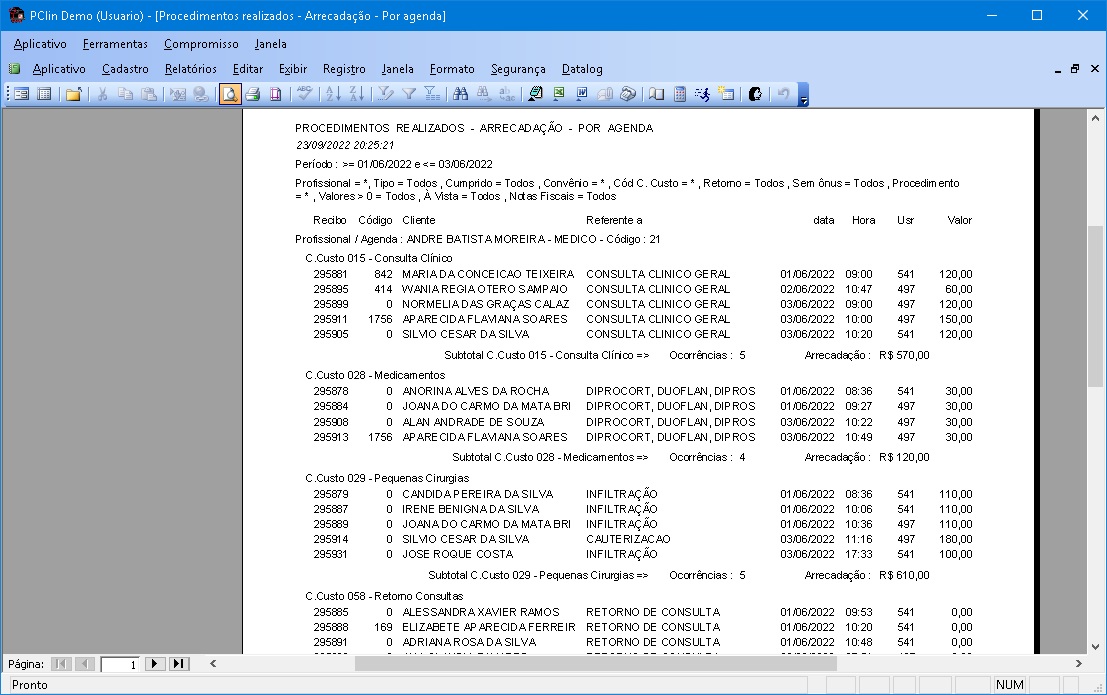 PClin Demo (Usuario) - [Procedimentos realizados - Arrecadação - Por agenda]
Aplicativo Ferramentas Compromisso Janela
Aplicativo Cadastro Relatórios Editar Exibir Registro Janela Formato Segurança Datalog
PROCEDIMENTOS REALIZADOS - ARRECADAÇÃO - POR AGENDA
23/09/2022 20:25:21
Período : >= 01/06/2022 e <= 03/06/2022
Profissional = *, Tipo = Todos , Cumprido = Todos , Convênio = * , Cód C. Custo = * , Retorno = Todos , Sem ônus = Todos , Procedimento
= * , Valores > 0 = Todos , À Vista = Todos , Notas Fiscais = Todos
Recibo Código Cliente Referente a data Hora Usr Valor
Profissional / Agenda : ANDRE BATISTA MOREIRA - MEDICO - Código : 21
C.Custo 015 - Consulta Clínico
295881 842 MARIA DA CONCEICAO TEIXEIRA CONSULTA CLINICO GERAL 01/06/2022 09:00 541 120,00
295895 414 WANIA REGIA OTERO SAMPAIO CONSULTA CLINICO GERAL 02/06/2022 10:47 497 60,00
295899 0 NORMELIA DAS GRAÇAS CALAZ CONSULTA CLINICO GERAL 03/06/2022 09:00 497 120,00
295911 1756 APARECIDA FLAVIANA SOARES CONSULTA CLINICO GERAL 03/06/2022 10:00 497 150,00
295905 0 SILVIO CESAR DA SILVA CONSULTA CLINICO GERAL 03/06/2022 10:20 541 120,00
Subtotal C.Custo 015 - Consulta Clínico => Ocorrências : 5 Arrecadação : R$ 570,00
C.Custo 028 - Medicamentos
295878 0 ANORINA ALVES DA ROCHA DIPROCORT, DUOFLAN, DIPROS 01/06/2022 08:36 541 30,00
295884 0 JOANA DO CARMO DA MATA BRI DIPROCORT, DUOFLAN, DIPROS 01/06/2022 09:27 497 30,00
295908 0 ALAN ANDRADE DE SOUZA DIPROCORT, DUOFLAN, DIPROS 03/06/2022 10:22 497 30,00
295913 1756 APARECIDA FLAVIANA SOARES DIPROCORT, DUOFLAN, DIPROS 03/06/2022 10:49 497 30,00
Subtotal C.Custo 028 - Medicamentos => Ocorrências : 4 Arrecadação : R$ 120,00
C.Custo 029 - Pequenas Cirurgias
295879 0 CANDIDA PEREIRA DA SILVA INFILTRAÇÃO 01/06/2022 08:36 541 110,00
295887 0 IRENE BENIGNA DA SILVA INFILTRAÇÃO 01/06/2022 10:06 541 110,00
295889 0 JOANA DO CARMO DA MATA BRI INFILTRAÇÃO 01/06/2022 10:36 497 110,00
295914 0 SILVIO CESAR DA SILVA CAUTERIZACAO 03/06/2022 11:16 497 180,00
295931 0 JOSE ROQUE COSTA INFILTRAÇÃO 03/06/2022 17:33 541 100,00
Subtotal C.Custo 029 - Pequenas Cirurgias => Ocorrências : 5 Arrecadação : R$ 610,00
C.Custo 058 - Retorno Consultas
295885 0 ALESSANDRA XAVIER RAMOS RETORNO DE CONSULTA 01/06/2022 09:53 541 0,00
295888 169 ELIZABETE APARECIDA FERREIR RETORNO DE CONSULTA 01/06/2022 10:20 541 0,00
295891 0 ADRIANA ROSA DA SILVA RETORNO DE CONSULTA 01/06/2022 10:48 497 0,00
Página: 1
Pronto NUM